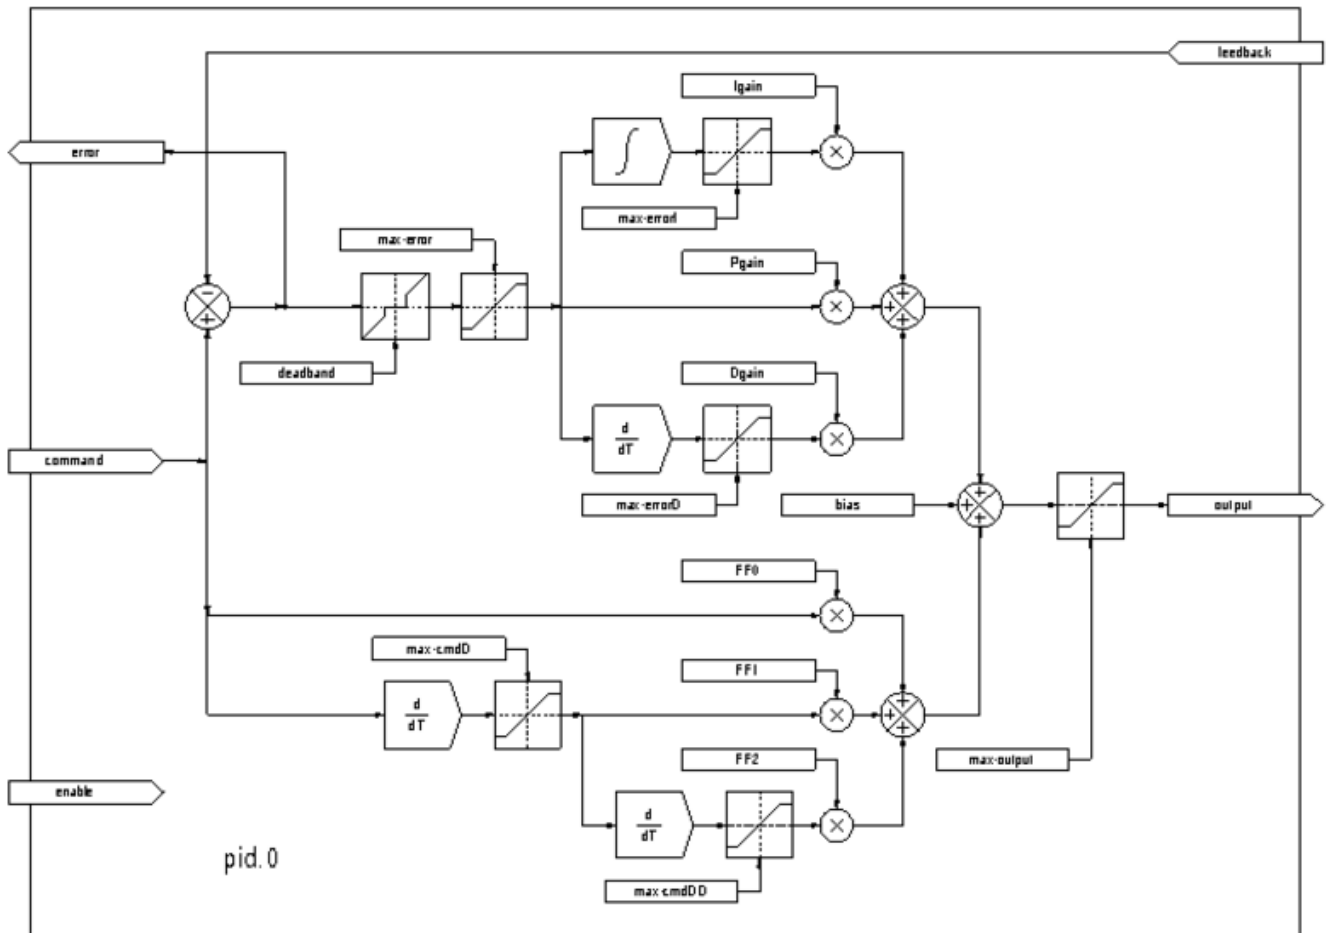 feedback
Igain
error
∫
max-errorI
max-error
Pgain
-
+
+
+
+
deadband
Dgain
d
dT
command
max-errorD
bias
+
+
+
output
FF0
max-cmdD
FF1
d
dT
+
+
+
FF2
max-output
enable
d
dT
pid.0
max-cmdDD
×
×
×
×
×
×